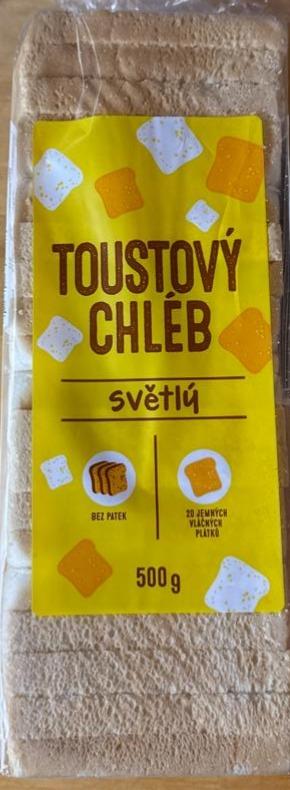 TOUSTOVÝ
CHLÉB
světlý
BEZ PATEK
20 JEMNÝCH
VLÁČNÝCH
PLÁTKŮ
500 g